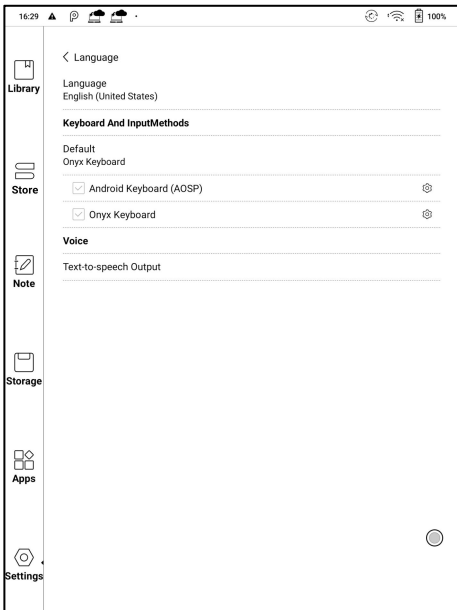 16:29
100%
Library
Store
Note
Storage
Apps
Settings
Language
Language
English (United States)
Keyboard And InputMethods
Default
Onyx Keyboard
Android Keyboard (AOSP)
Onyx Keyboard
Voice
Text-to-speech Output